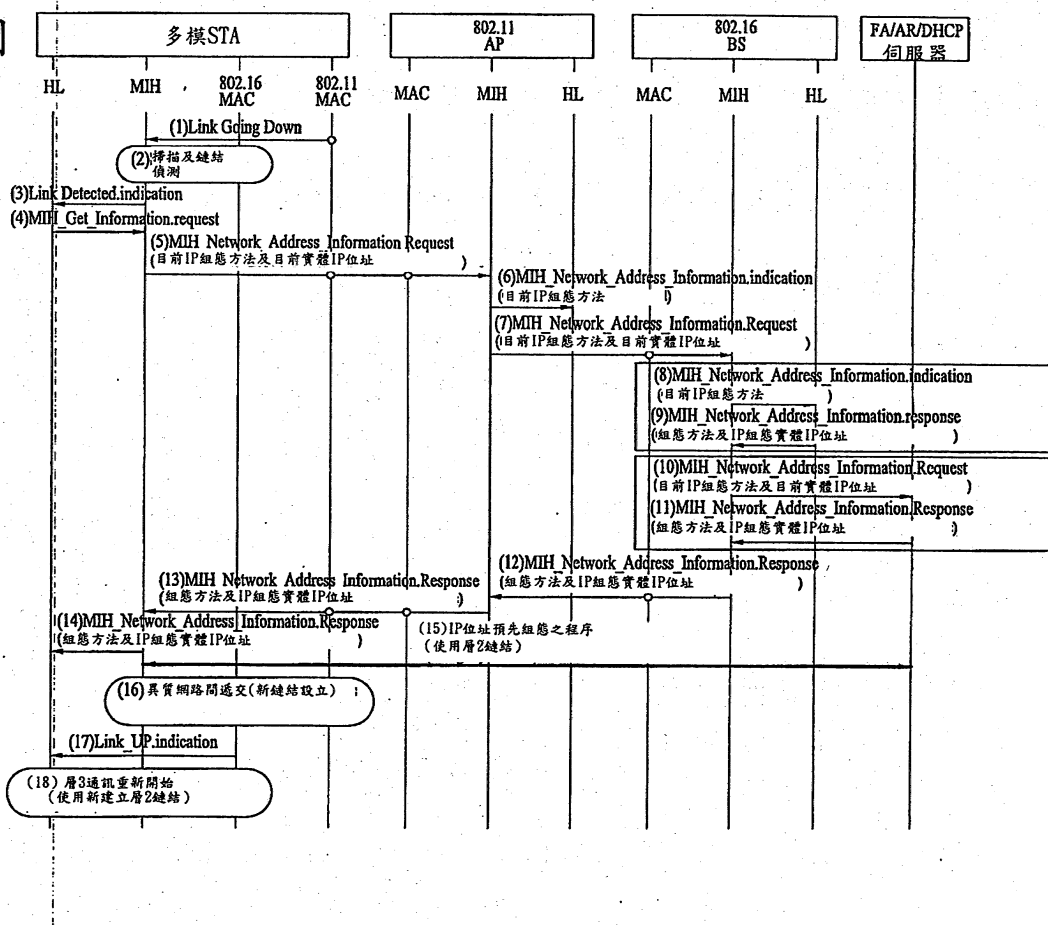 多模STA
802.11
AP
802.16
BS
FA/AR/DHCP
伺服器
HL
MIH
802.16
MAC
802.11
MAC
MAC
MIH
HL
MAC
MIH
HL
(1)Link Going Down
(2)掃描及鏈結
偵測
(3)Link Detected.indication
(4)MIH_Get_Information.request
(5)MIH_Network_Address_Information Request
(目前IP組態方法及目前實體IP位址 )
(6)MIH_Network_Address_Information.indication
(目前IP組態方法 )
(7)MIH_Network_Address_Information.Request
(目前IP組態方法及目前實體IP位址 )
(8)MIH_Network_Address_Information.indication
(目前IP組態方法 )
(9)MIH_Network_Address_Information.response
(組態方法及IP組態實體IP位址 )
(10)MIH_Network_Address_Information.Request
(目前IP組態方法及目前實體IP位址 )
(11)MIH_Network_Address_Information.Response
(組態方法及IP組態實體IP位址 )
(12)MIH_Network_Address_Information.Response
(組態方法及IP組態實體IP位址 )
(13)MIH_Network_Address_Information.Response
(組態方法及IP組態實體IP位址 )
(14)MIH_Network_Address_Information.Response
(組態方法及IP組態實體IP位址 )
(15)IP位址預先組態之程序
(使用層2鏈結)
(16)異質網路間遞交(新鏈結設立)
(17)Link_UP.indication
(18)層3通訊重新開始
(使用新建立層2鏈結)